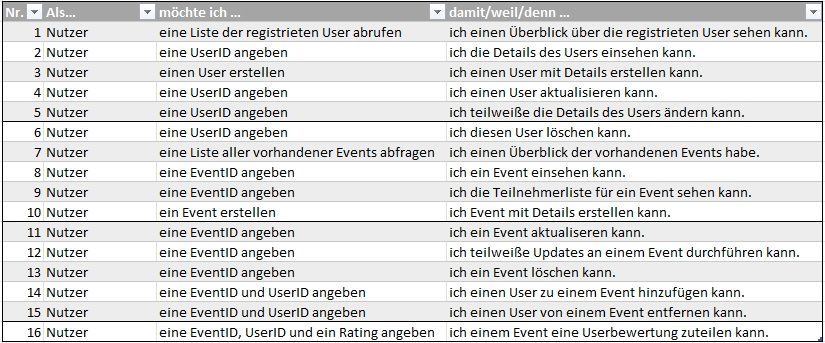 Nr. Als... möchte ich ... damit/weil/denn ...
1 Nutzer eine Liste der registrieten User abrufen ich einen Überblick über die registrieten User sehen kann.
2 Nutzer eine UserID angeben ich die Details des Users einsehen kann.
3 Nutzer einen User erstellen ich einen User mit Details erstellen kann.
4 Nutzer eine UserID angeben ich einen User aktualisieren kann.
5 Nutzer eine UserID angeben ich teilweiße die Details des Users ändern kann.
6 Nutzer eine UserID angeben ich diesen User löschen kann.
7 Nutzer eine Liste aller vorhandener Events abfragen ich einen Überblick der vorhandenen Events habe.
8 Nutzer eine EventID angeben ich ein Event einsehen kann.
9 Nutzer eine EventID angeben ich die Teilnehmerliste für ein Event sehen kann.
10 Nutzer ein Event erstellen ich Event mit Details erstellen kann.
11 Nutzer eine EventID angeben ich ein Event aktualiseren kann.
12 Nutzer eine EventID angeben ich teilweiße Updates an einem Event durchführen kann.
13 Nutzer eine EventID angeben ich ein Event löschen kann.
14 Nutzer eine EventID und UserID angeben ich einen User zu einem Event hinzufügen kann.
15 Nutzer eine EventID und UserID angeben ich einen User von einem Event entfernen kann.
16 Nutzer eine EventID, UserID und ein Rating angeben ich einem Event eine Userbewertung zuteilen kann.